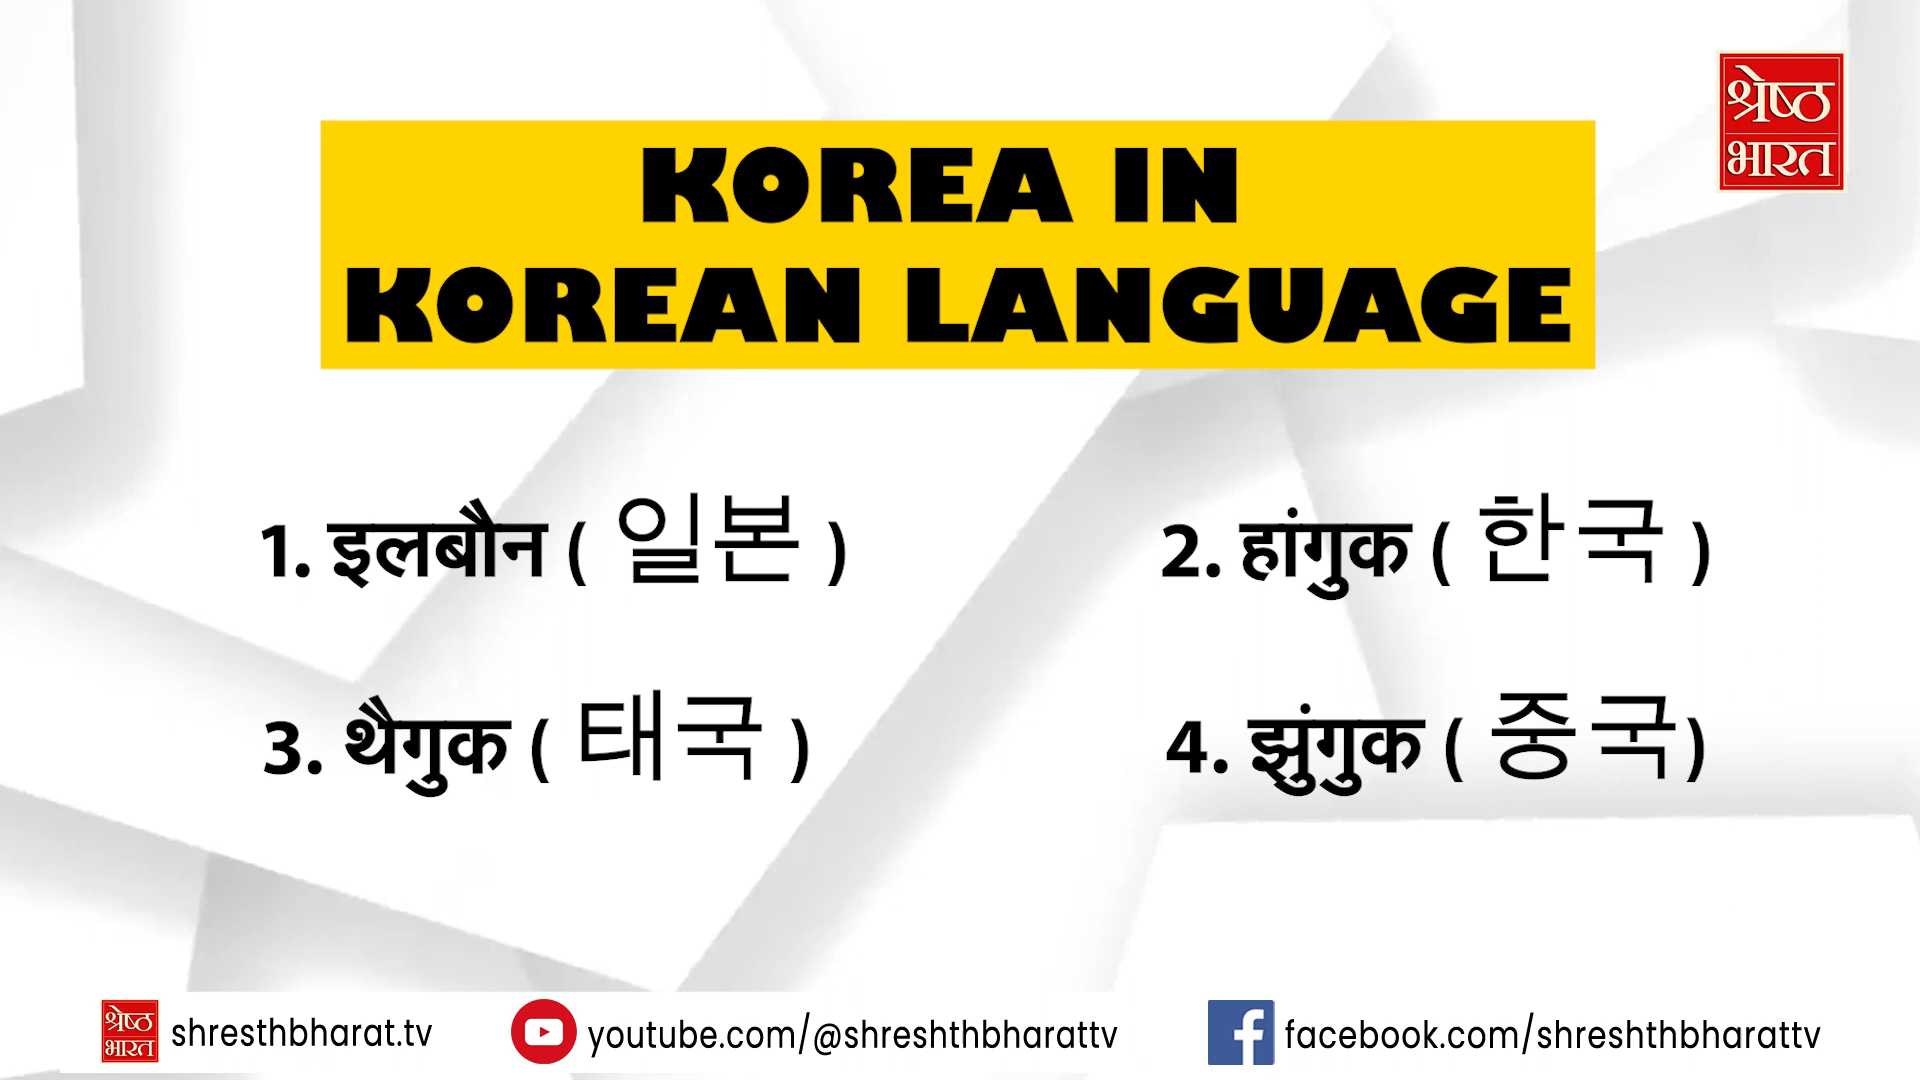 श्रेष्ठ
भारत
KOREA IN
KOREAN LANGUAGE
1. इलबौन ( 일본 )
2. हांगुक ( 한국 )
3. थैगुक ( 태국 )
4. झुंगुक ( 중국)
श्रेष्ठ
भारत
shresthbharat.tv
youtube.com/@shreshthbharattv
facebook.com/shreshthbharattv